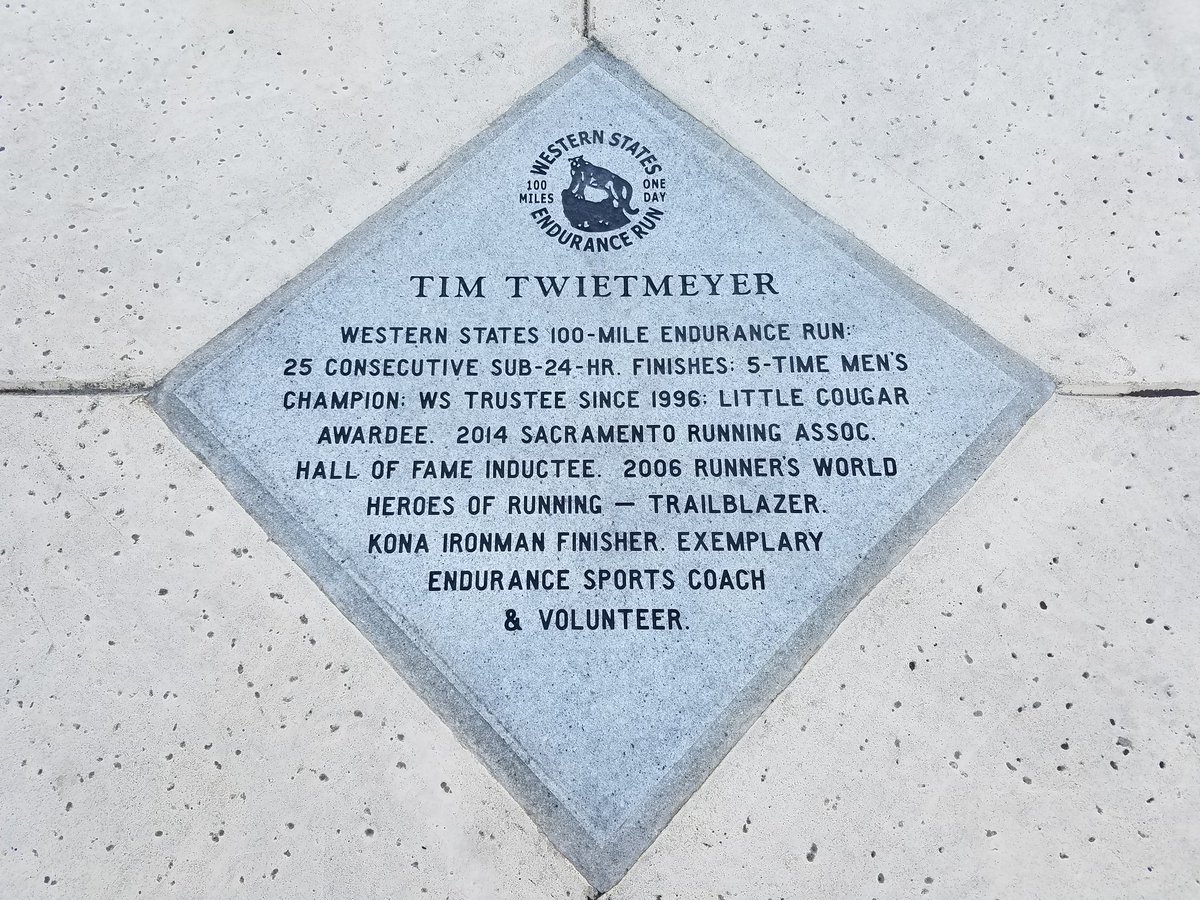 WESTERN STATES
100 MILES
ONE DAY
ENDURANCE RUN
TIM TWIETMEYER
WESTERN STATES 100-MILE ENDURANCE RUN:
25 CONSECUTIVE SUB-24-HR. FINISHES; 5-TIME MEN'S
CHAMPION; WS TRUSTEE SINCE 1996; LITTLE COUGAR
AWARDEE. 2014 SACRAMENTO RUNNING ASSOC.
HALL OF FAME INDUCTEE. 2006 RUNNER'S WORLD
HEROES OF RUNNING — TRAILBLAZER.
KONA IRONMAN FINISHER. EXEMPLARY
ENDURANCE SPORTS COACH
& VOLUNTEER.